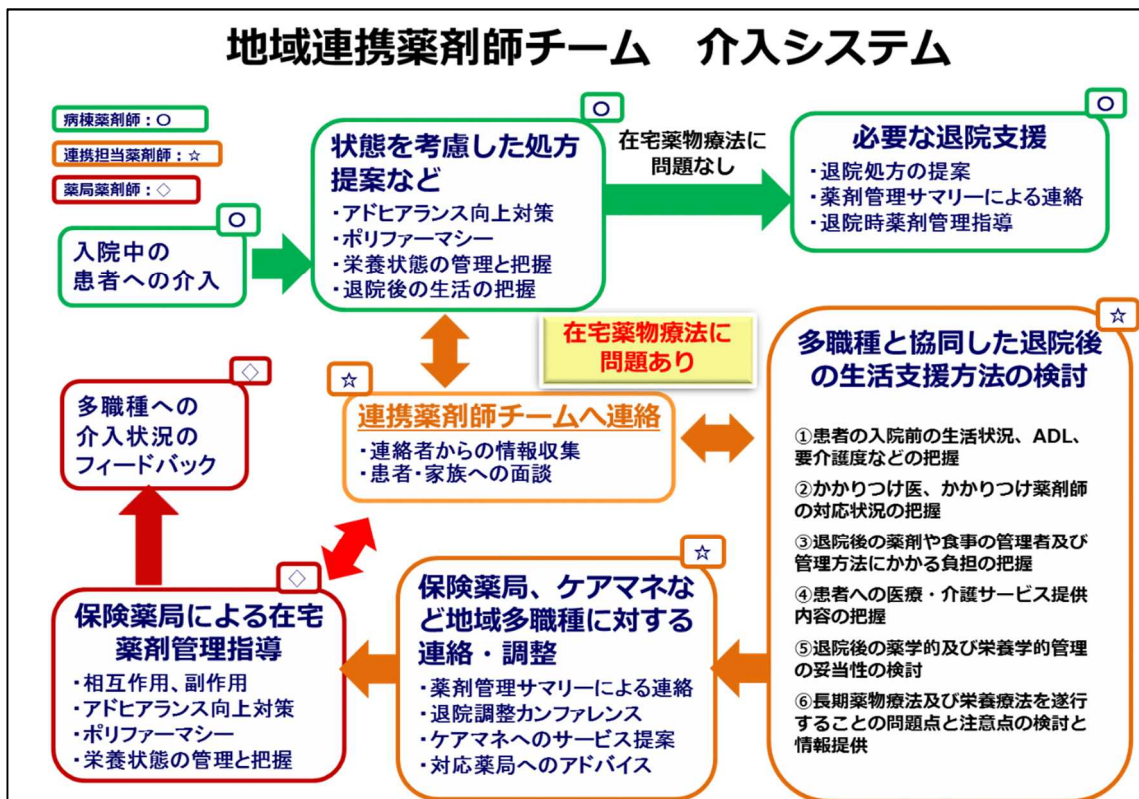 地域連携薬剤師チーム　介入システム
病棟薬剤師：○
連携担当薬剤師：☆
薬局薬剤師：◇
○
入院中の
患者への介入
○
状態を考慮した処方
提案など
・アドヒアランス向上対策
・ポリファーマシー
・栄養状態の管理と把握
・退院後の生活の把握
在宅薬物療法に
問題なし
○
必要な退院支援
・退院処方の提案
・薬剤管理サマリーによる連絡
・退院時薬剤管理指導
在宅薬物療法に
問題あり
☆
連携薬剤師チームへ連絡
・連絡者からの情報収集
・患者・家族への面談
☆
多職種と協同した退院後
の生活支援方法の検討
①患者の入院前の生活状況、ADL、
要介護度などの把握
②かかりつけ医、かかりつけ薬剤師
の対応状況の把握
③退院後の薬剤や食事の管理者及び
管理方法にかかる負担の把握
④患者への医療・介護サービス提供
内容の把握
⑤退院後の薬学的及び栄養学的管理
の妥当性の検討
⑥長期薬物療法及び栄養療法を遂行
することの問題点と注意点の検討と
情報提供
☆
保険薬局、ケアマネな
ど地域多職種に対する
連絡・調整
・薬剤管理サマリーによる連絡
・退院調整カンファレンス
・ケアマネへのサービス提案
・対応薬局へのアドバイス
◇
保険薬局による在宅
薬剤管理指導
・相互作用、副作用
・アドヒアランス向上対策
・ポリファーマシー
・栄養状態の管理と把握
◇
多職種への
介入状況の
フィードバック